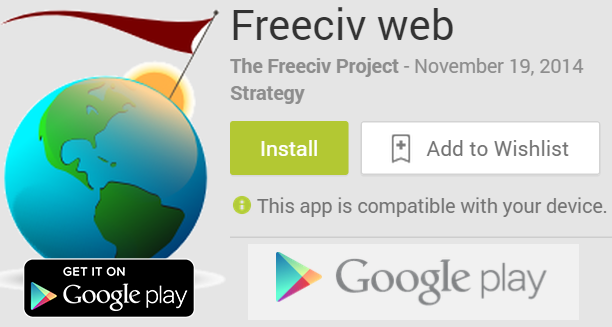 Freeciv web
The Freeciv Project - November 19, 2014
Strategy
Install
Add to Wishlist
This app is compatible with your device.
GET IT ON
Google play
Google play